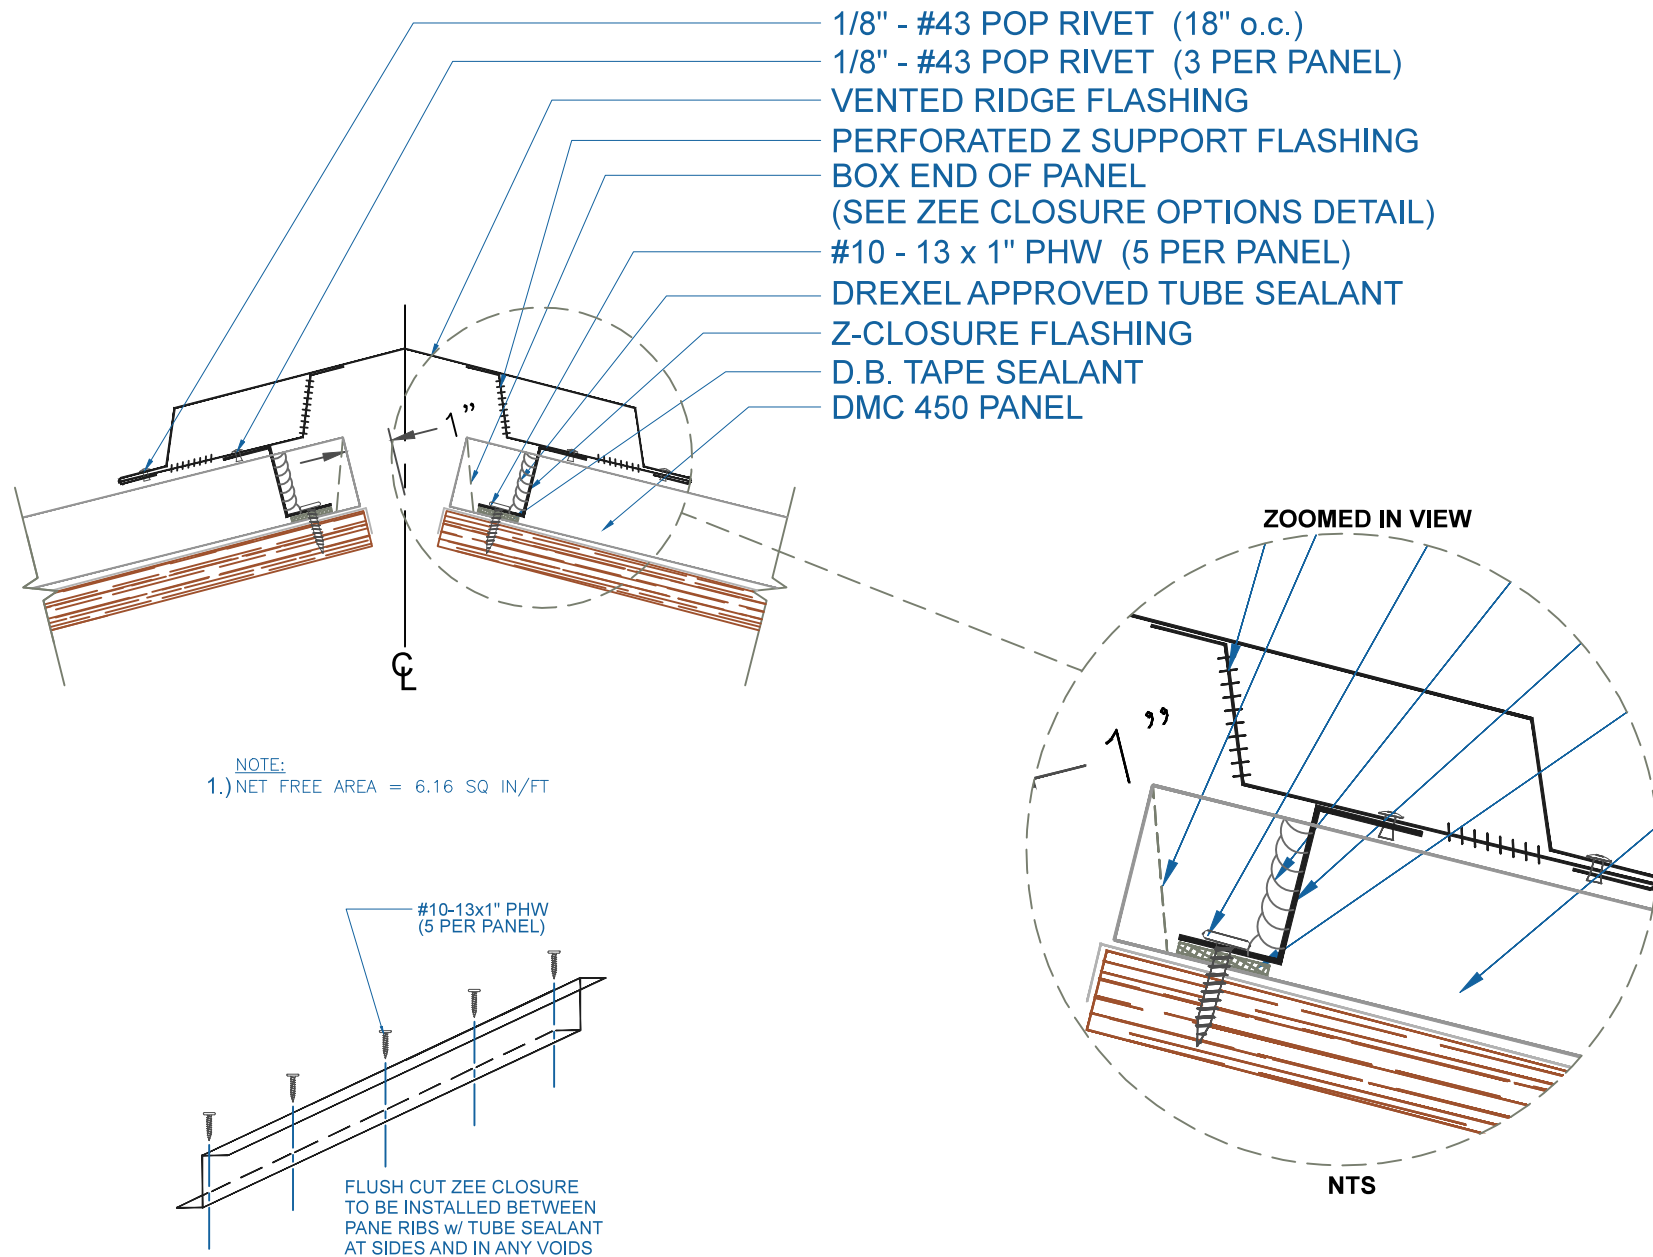 1/8" - #43 POP RIVET (18" o.c.)
1/8" - #43 POP RIVET (3 PER PANEL)
VENTED RIDGE FLASHING
PERFORATED Z SUPPORT FLASHING
BOX END OF PANEL
(SEE ZEE CLOSURE OPTIONS DETAIL)
#10 - 13 x 1" PHW (5 PER PANEL)
DREXEL APPROVED TUBE SEALANT
Z-CLOSURE FLASHING
D.B. TAPE SEALANT
DMC 450 PANEL
1"
CL
ZOOMED IN VIEW
1"
NTS
NOTE:
1.) NET FREE AREA = 6.16 SQ IN/FT
#10-13x1" PHW
(5 PER PANEL)
FLUSH CUT ZEE CLOSURE
TO BE INSTALLED BETWEEN
PANE RIBS w/ TUBE SEALANT
AT SIDES AND IN ANY VOIDS